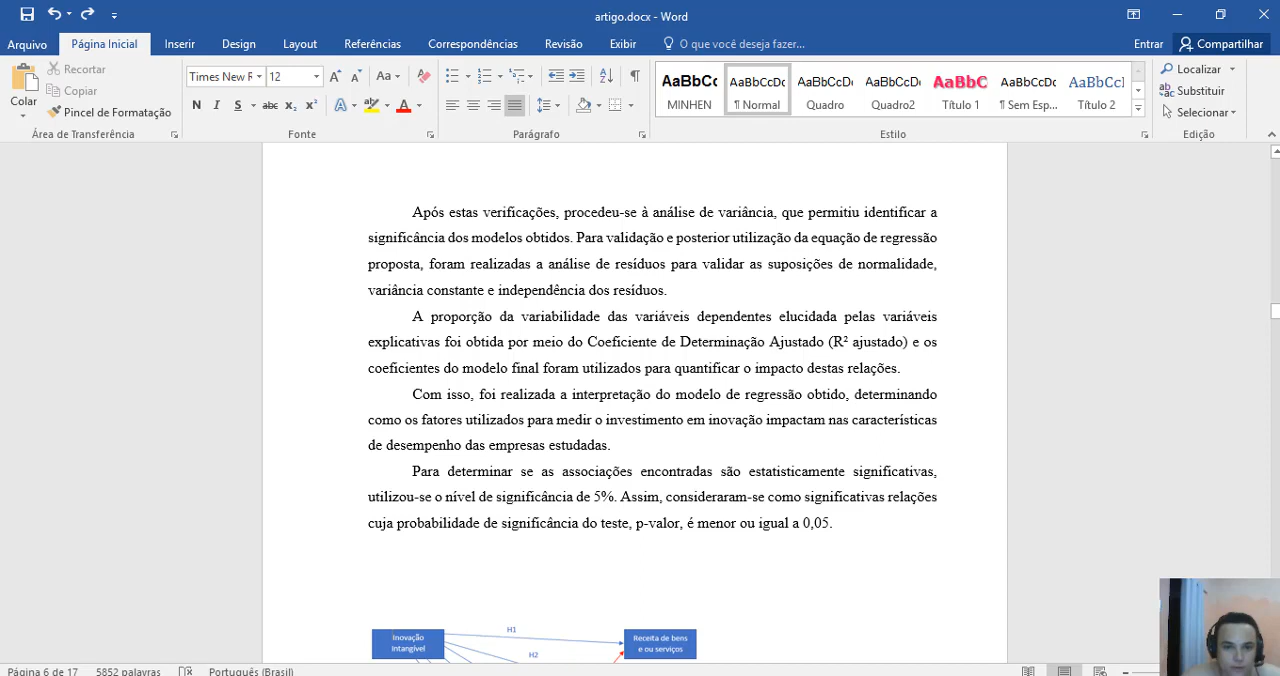 artigo.docx - Word
Arquivo Página Inicial Inserir Design Layout Referências Correspondências Revisão Exibir O que você deseja fazer... Entrar Compartilhar
Colar
Recortar
Copiar
Pincel de Formatação
Área de Transferência
Times New R 12
N I S abc x₂ x² A
Aa
Fonte
Parágrafo
AaBbCc AaBbCcDc AaBbCcDc AaBbCcDc AaBbC AaBbCcDc AaBbCcI
MINHEN ¶ Normal Quadro Quadro2 Título 1 ¶ Sem Esp... Título 2
Estilo
Localizar
Substituir
Selecionar
Edição
Após estas verificações, procedeu-se à análise de variância, que permitiu identificar a
significância dos modelos obtidos. Para validação e posterior utilização da equação de regressão
proposta, foram realizadas a análise de resíduos para validar as suposições de normalidade,
variância constante e independência dos resíduos.
A proporção da variabilidade das variáveis dependentes elucidada pelas variáveis
explicativas foi obtida por meio do Coeficiente de Determinação Ajustado (R² ajustado) e os
coeficientes do modelo final foram utilizados para quantificar o impacto destas relações.
Com isso, foi realizada a interpretação do modelo de regressão obtido, determinando
como os fatores utilizados para medir o investimento em inovação impactam nas características
de desempenho das empresas estudadas.
Para determinar se as associações encontradas são estatisticamente significativas,
utilizou-se o nível de significância de 5%. Assim, consideraram-se como significativas relações
cuja probabilidade de significância do teste, p-valor, é menor ou igual a 0,05.
Inovação
Intangível
H1
H2
Receita de bens
e ou serviços
Página 6 de 17 5852 palavras Português (Brasil)